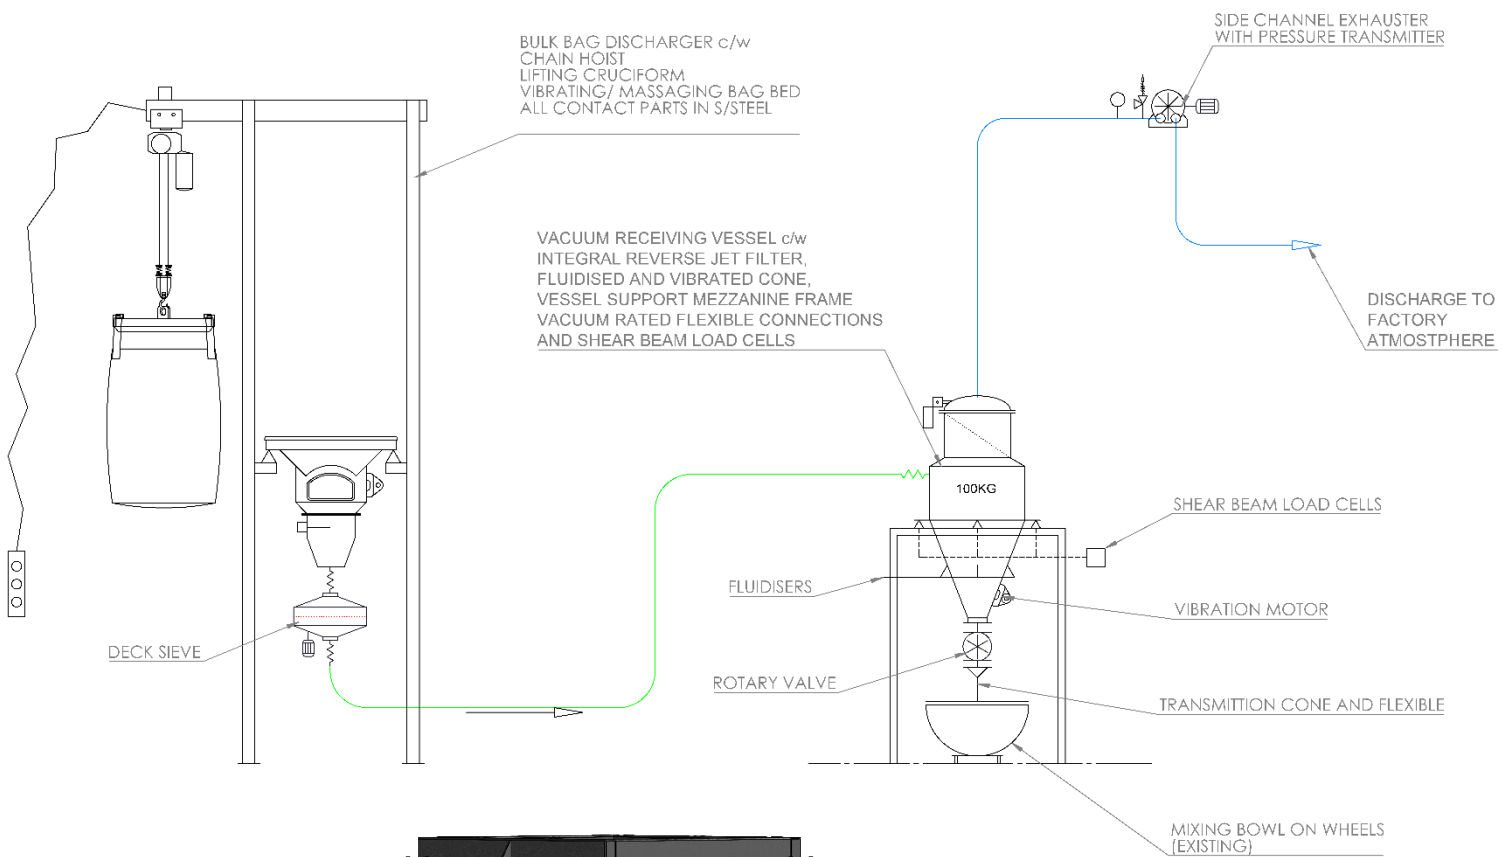 SIDE CHANNEL EXHAUSTER
WITH PRESSURE TRANSMITTER
BULK BAG DISCHARGER c/w
CHAIN HOIST
LIFTING CRUCIFORM
VIBRATING/ MASSAGING BAG BED
ALL CONTACT PARTS IN S/STEEL
VACUUM RECEIVING VESSEL c/w
INTEGRAL REVERSE JET FILTER,
FLUIDISED AND VIBRATED CONE,
VESSEL SUPPORT MEZZANINE FRAME
VACUUM RATED FLEXIBLE CONNECTIONS
AND SHEAR BEAM LOAD CELLS
DISCHARGE TO
FACTORY
ATMOSTPHERE
100KG
SHEAR BEAM LOAD CELLS
FLUIDISERS
VIBRATION MOTOR
DECK SIEVE
ROTARY VALVE
TRANSMITTION CONE AND FLEXIBLE
MIXING BOWL ON WHEELS
(EXISTING)